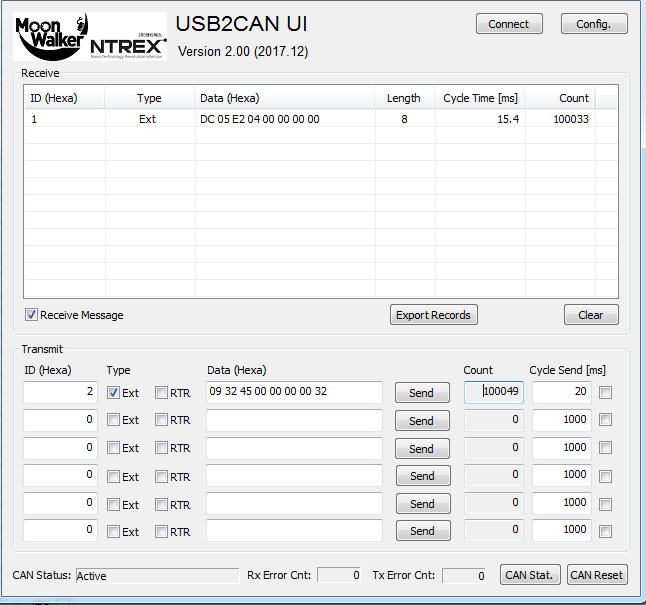 Moon Walker NTREX (주)엔티렉스
USB2CAN UI
Version 2.00 (2017.12)
Connect Config.
Receive
ID (Hexa) Type Data (Hexa) Length Cycle Time [ms] Count
1 Ext DC 05 E2 04 00 00 00 00 8 15.4 100033
Receive Message Export Records Clear
Transmit
ID (Hexa) Type Data (Hexa) Count Cycle Send [ms]
2 Ext RTR 09 32 45 00 00 00 00 32 Send 100049 20
0 Ext RTR Send 0 1000
0 Ext RTR Send 0 1000
0 Ext RTR Send 0 1000
0 Ext RTR Send 0 1000
0 Ext RTR Send 0 1000
CAN Status: Active Rx Error Cnt: 0 Tx Error Cnt: 0 CAN Stat. CAN Reset